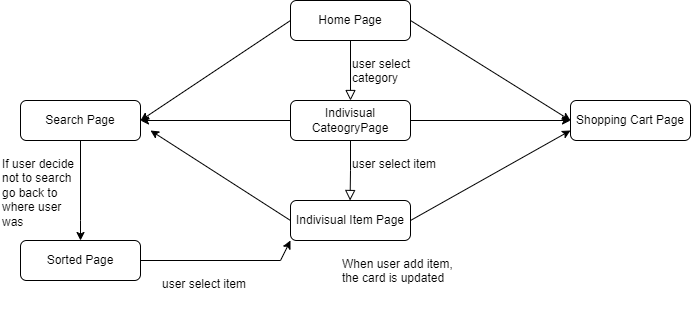 Home Page
user select
category
Search Page
Indivisual
CateogryPage
Shopping Cart Page
If user decide
not to search
go back to
where user
was
user select item
Indivisual Item Page
Sorted Page
When user add item,
the card is updated
user select item